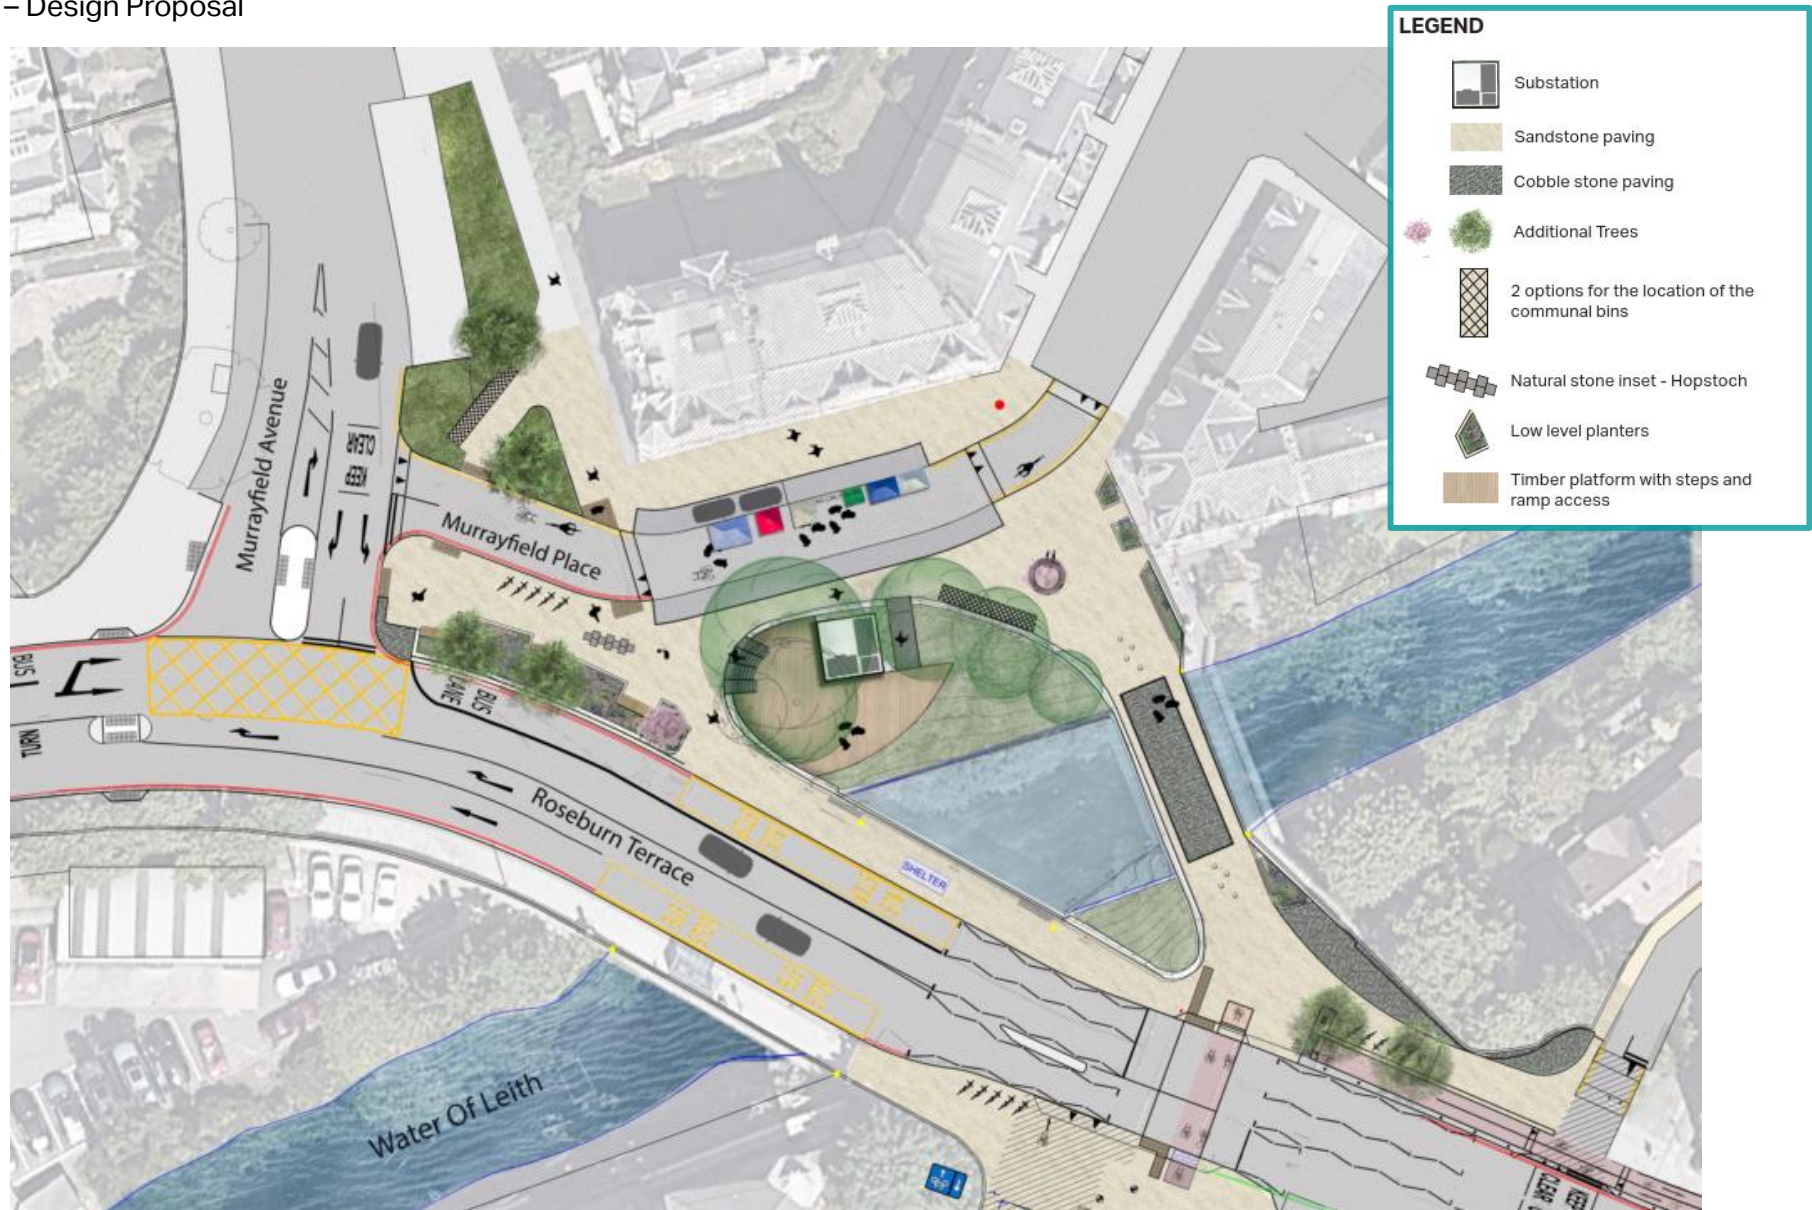 – Design Proposal
LEGEND
Substation
Sandstone paving
Cobble stone paving
Additional Trees
2 options for the location of the
communal bins
Natural stone inset - Hopstoch
Low level planters
Timber platform with steps and
ramp access
Murrayfield Avenue
KEEP
CLEAR
Murrayfield Place
BUS
TURN
BUS
LANE
Roseburn Terrace
SHELTER
Water Of Leith
KEEP
CLEAR